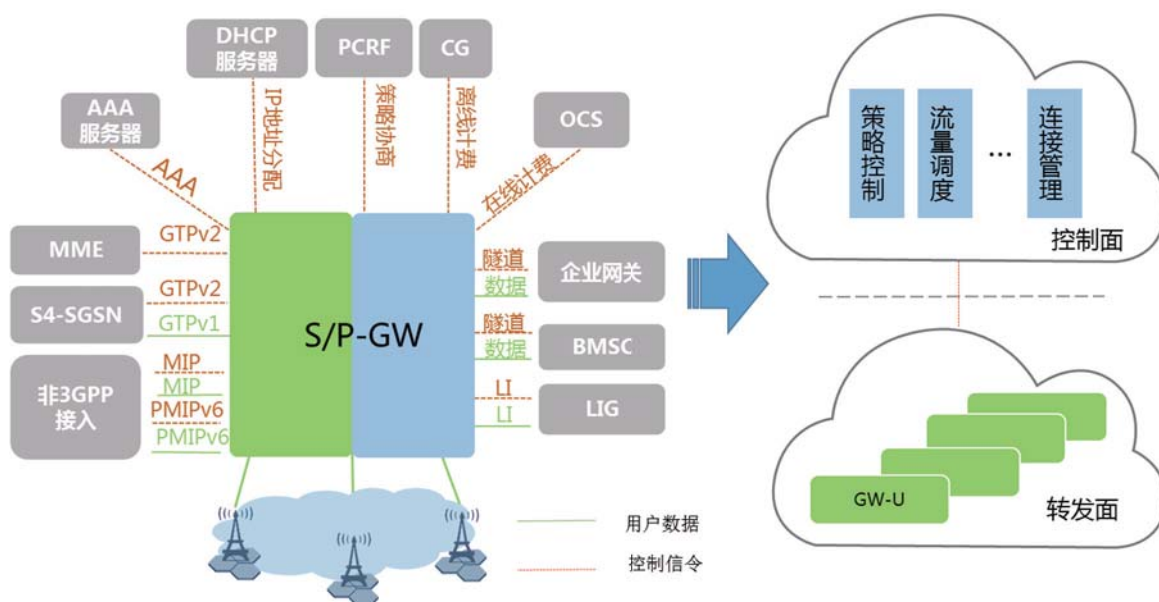 DHCP
服务器
PCRF
CG
AAA
服务器
OCS
AAA
IP地址分配
策略协商
离线计费
在线计费
MME
GTPv2
S4-SGSN
GTPv2
GTPv1
非3GPP
接入
MIP
MIP
PMIPv6
PMIPv6
S/P-GW
隧道
数据
企业网关
隧道
数据
BMSC
LI
LI
LIG
用户数据
控制信令
策略控制
流量调度
...
连接管理
控制面
GW-U
转发面